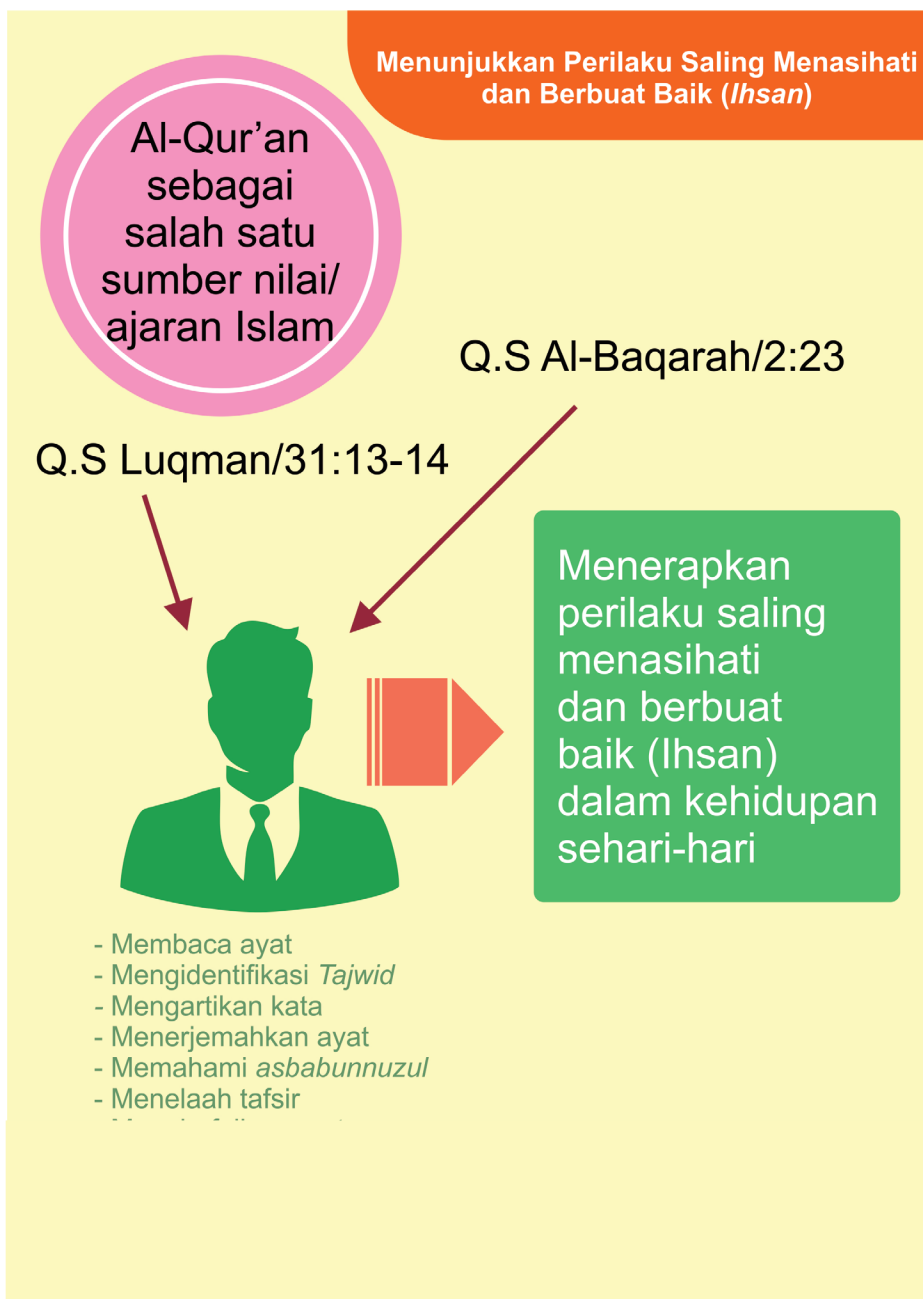 Menunjukkan Perilaku Saling Menasihati
dan Berbuat Baik (Ihsan)
Al-Qur’an
sebagai
salah satu
sumber nilai/
ajaran Islam
Q.S Al-Baqarah/2:23
Q.S Luqman/31:13-14
Menerapkan
perilaku saling
menasihati
dan berbuat
baik (Ihsan)
dalam kehidupan
sehari-hari
- Membaca ayat
- Mengidentifikasi Tajwid
- Mengartikan kata
- Menerjemahkan ayat
- Memahami asbabunnuzul
- Menelaah tafsir